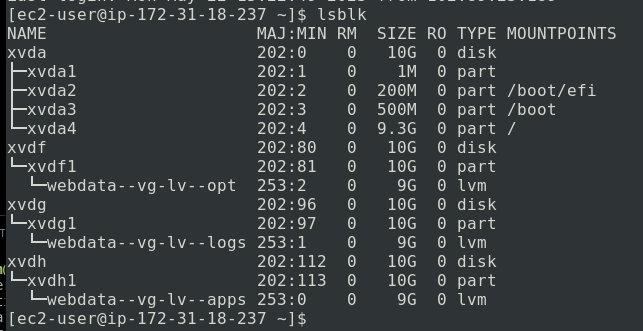 [ec2-user@ip-172-31-18-237 ~]$ lsblk
NAME                      MAJ:MIN RM  SIZE RO TYPE MOUNTPOINTS
xvda                      202:0    0   10G  0 disk
├─xvda1                   202:1    0    1M  0 part
├─xvda2                   202:2    0  200M  0 part /boot/efi
├─xvda3                   202:3    0  500M  0 part /boot
└─xvda4                   202:4    0  9.3G  0 part /
xvdf                      202:80   0   10G  0 disk
└─xvdf1                   202:81   0   10G  0 part
  └─webdata--vg-lv--opt   253:2    0    9G  0 lvm
xvdg                      202:96   0   10G  0 disk
└─xvdg1                   202:97   0   10G  0 part
  └─webdata--vg-lv--logs  253:1    0    9G  0 lvm
xvdh                      202:112  0   10G  0 disk
└─xvdh1                   202:113  0   10G  0 part
  └─webdata--vg-lv--apps  253:0    0    9G  0 lvm
[ec2-user@ip-172-31-18-237 ~]$